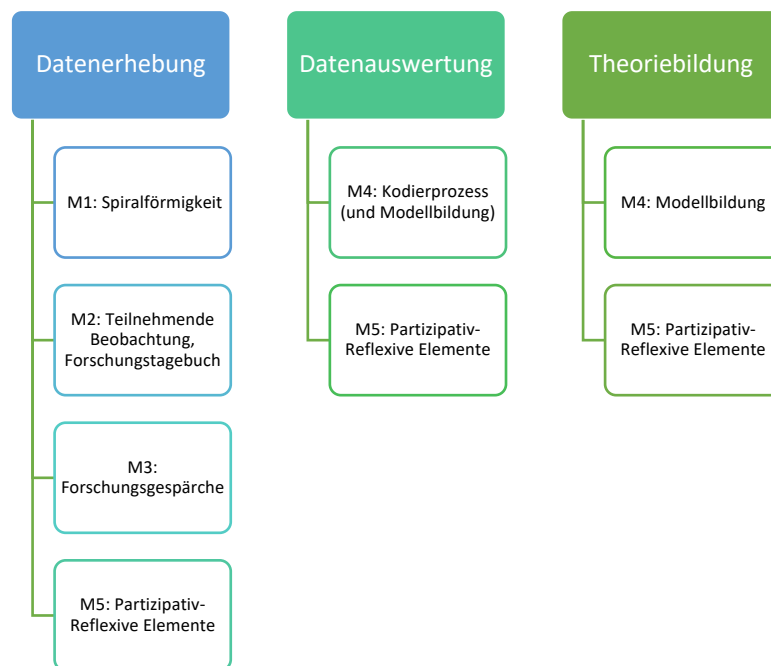 Datenerhebung
M1: Spiralförmigkeit
M2: Teilnehmende
Beobachtung,
Forschungstagebuch
M3:
Forschungsgespärche
M5: Partizipativ-
Reflexive Elemente
Datenauswertung
M4: Kodierprozess
(und Modellbildung)
M5: Partizipativ-
Reflexive Elemente
Theoriebildung
M4: Modellbildung
M5: Partizipativ-
Reflexive Elemente